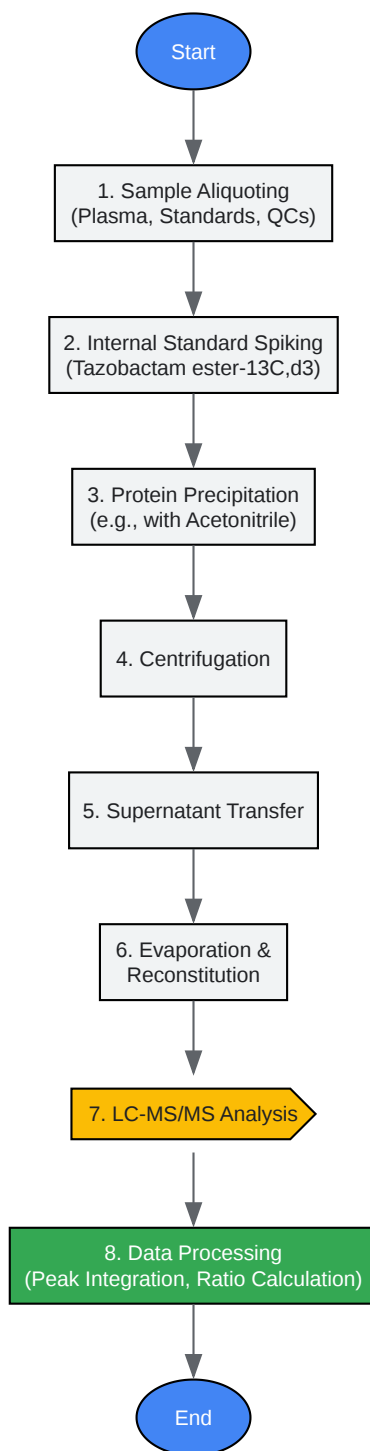 Start
1. Sample Aliquoting
(Plasma, Standards, QCs)
2. Internal Standard Spiking
(Tazobactam ester-13C,d3)
3. Protein Precipitation
(e.g., with Acetonitrile)
4. Centrifugation
5. Supernatant Transfer
6. Evaporation &
Reconstitution
7. LC-MS/MS Analysis
8. Data Processing
(Peak Integration, Ratio Calculation)
End